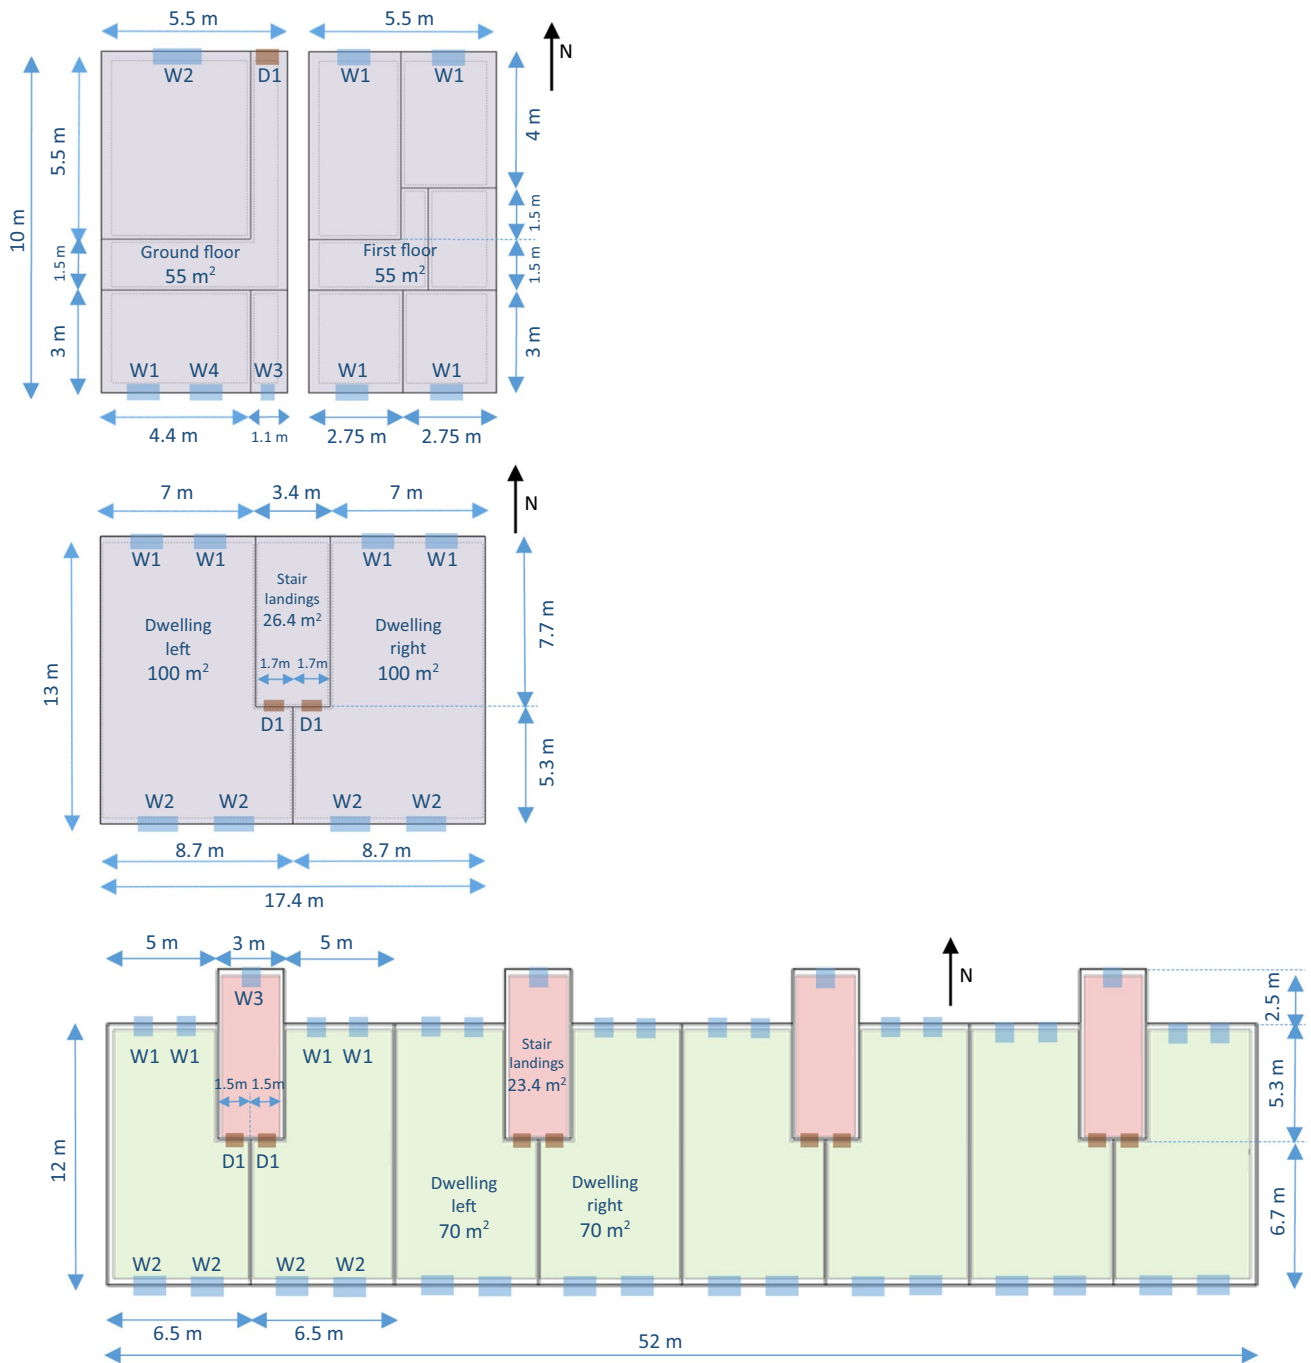 5.5 m
5.5 m
N
W2
D1
W1
W1
10 m
5.5 m
1.5 m
3 m
4 m
1.5 m
1.5 m
3 m
Ground floor
55 m²
First floor
55 m²
W1
W4
W3
W1
W1
4.4 m
1.1 m
2.75 m
2.75 m
7 m
3.4 m
7 m
N
W1
W1
W1
W1
Stair
landings
26.4 m²
Dwelling
left
100 m²
Dwelling
right
100 m²
1.7m
1.7m
D1
D1
13 m
7.7 m
5.3 m
W2
W2
W2
W2
8.7 m
8.7 m
17.4 m
5 m
3 m
5 m
N
W3
W1
W1
W1
W1
Stair
landings
23.4 m²
1.5m
1.5m
D1
D1
12 m
2.5 m
5.3 m
6.7 m
Dwelling
left
70 m²
Dwelling
right
70 m²
W2
W2
W2
W2
6.5 m
6.5 m
52 m